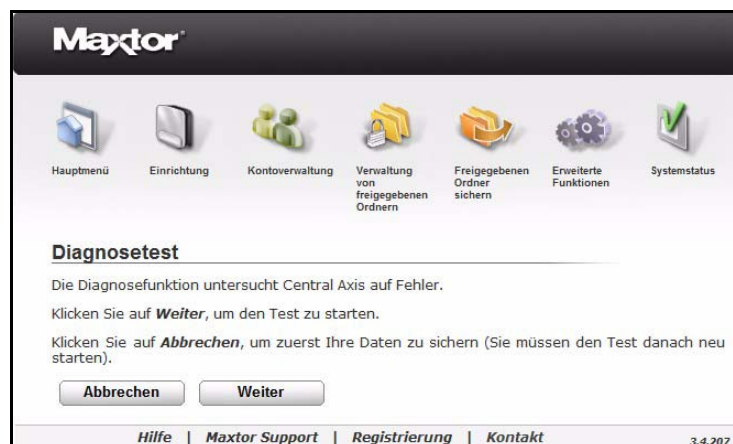 Maxtor
Hauptmenü
Einrichtung
Kontoverwaltung
Verwaltung
von
freigegebenen
Ordnern
Freigegebenen
Ordner
sichern
Erweiterte
Funktionen
Systemstatus
Diagnosetest
Die Diagnosefunktion untersucht Central Axis auf Fehler.
Klicken Sie auf Weiter, um den Test zu starten.
Klicken Sie auf Abbrechen, um zuerst Ihre Daten zu sichern (Sie müssen den Test danach neu
starten).
Abbrechen
Weiter
Hilfe | Maxtor Support | Registrierung | Kontakt
3.4.207